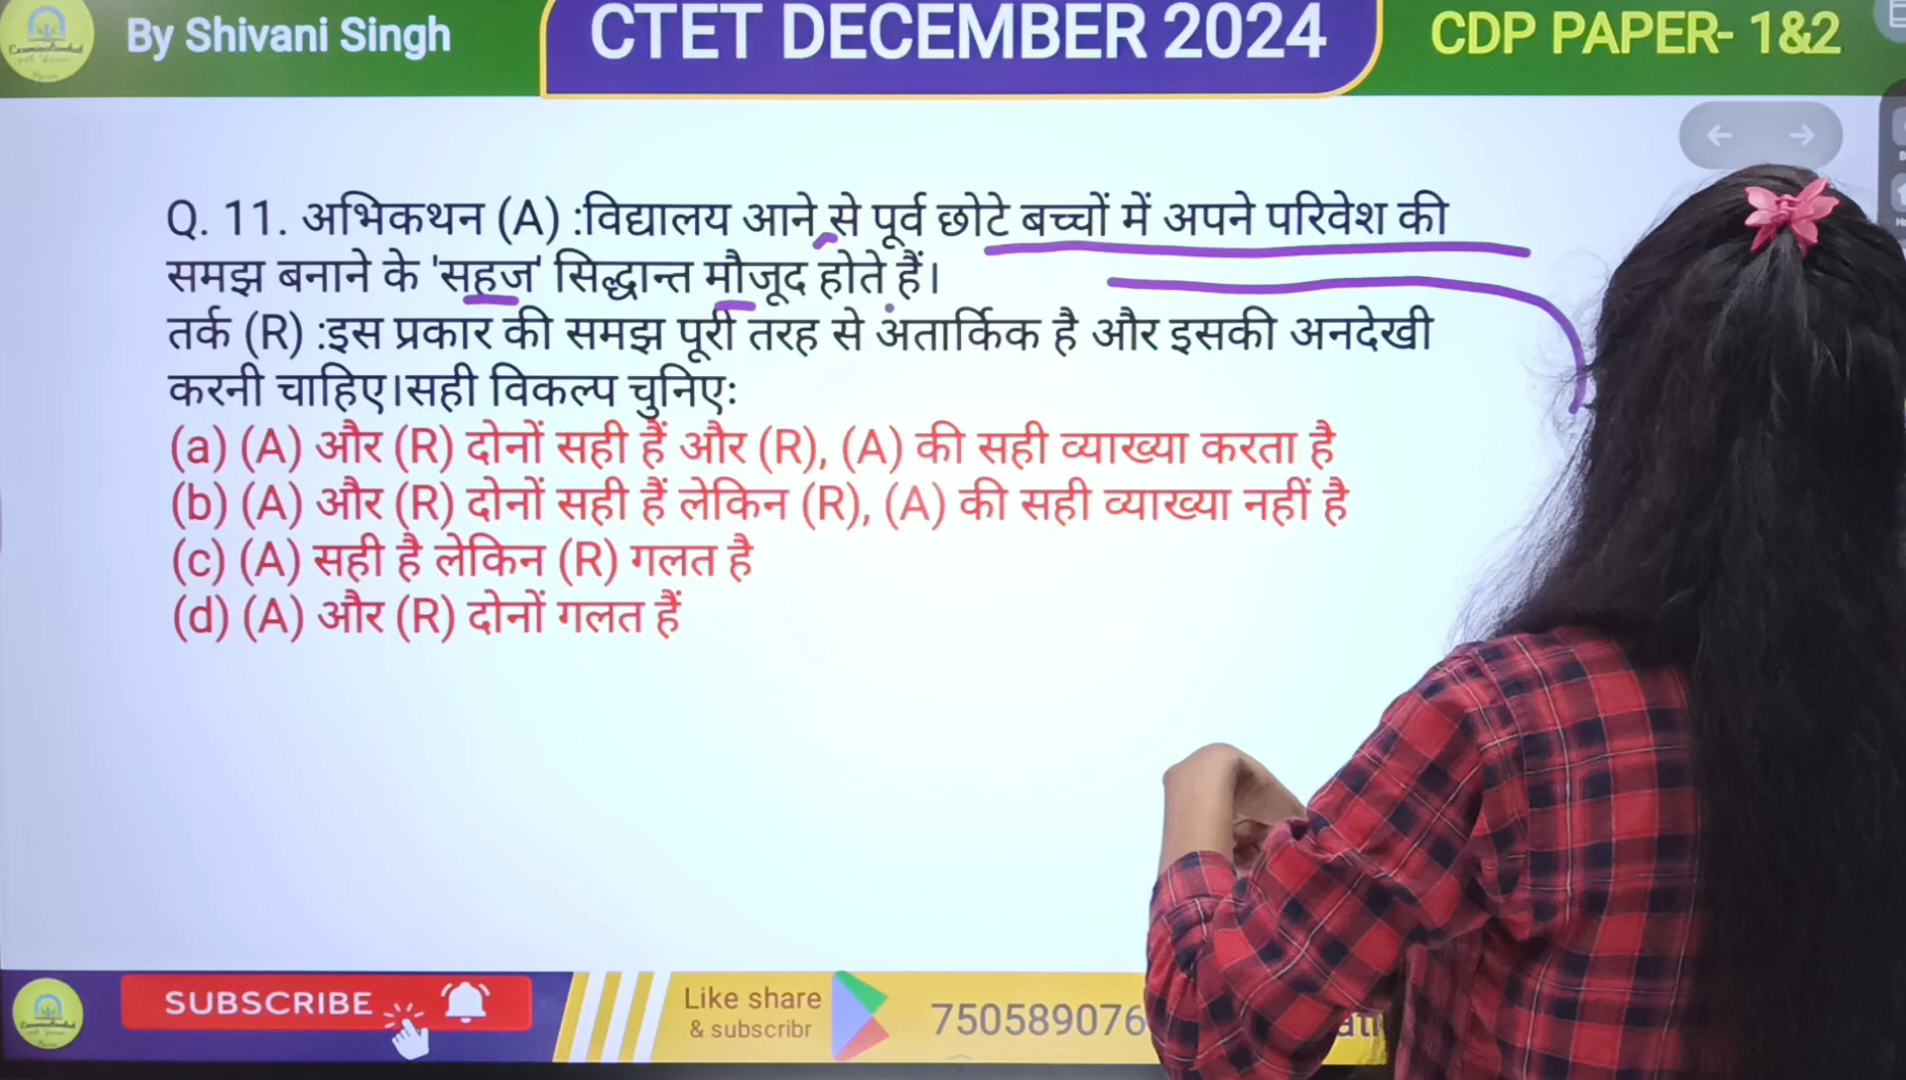 By Shivani Singh
CTET DECEMBER 2024
CDP PAPER- 1&2
Q. 11. अभिकथन (A) :विद्यालय आने से पूर्व छोटे बच्चों में अपने परिवेश की
समझ बनाने के 'सहज' सिद्धान्त मौजूद होते हैं।
तर्क (R) :इस प्रकार की समझ पूरी तरह से अतार्किक है और इसकी अनदेखी
करनी चाहिए।सही विकल्प चुनिए:
(a) (A) और (R) दोनों सही हैं और (R), (A) की सही व्याख्या करता है
(b) (A) और (R) दोनों सही हैं लेकिन (R), (A) की सही व्याख्या नहीं है
(c) (A) सही है लेकिन (R) गलत है
(d) (A) और (R) दोनों गलत हैं
SUBSCRIBE
Like share
& subscribr
750589076